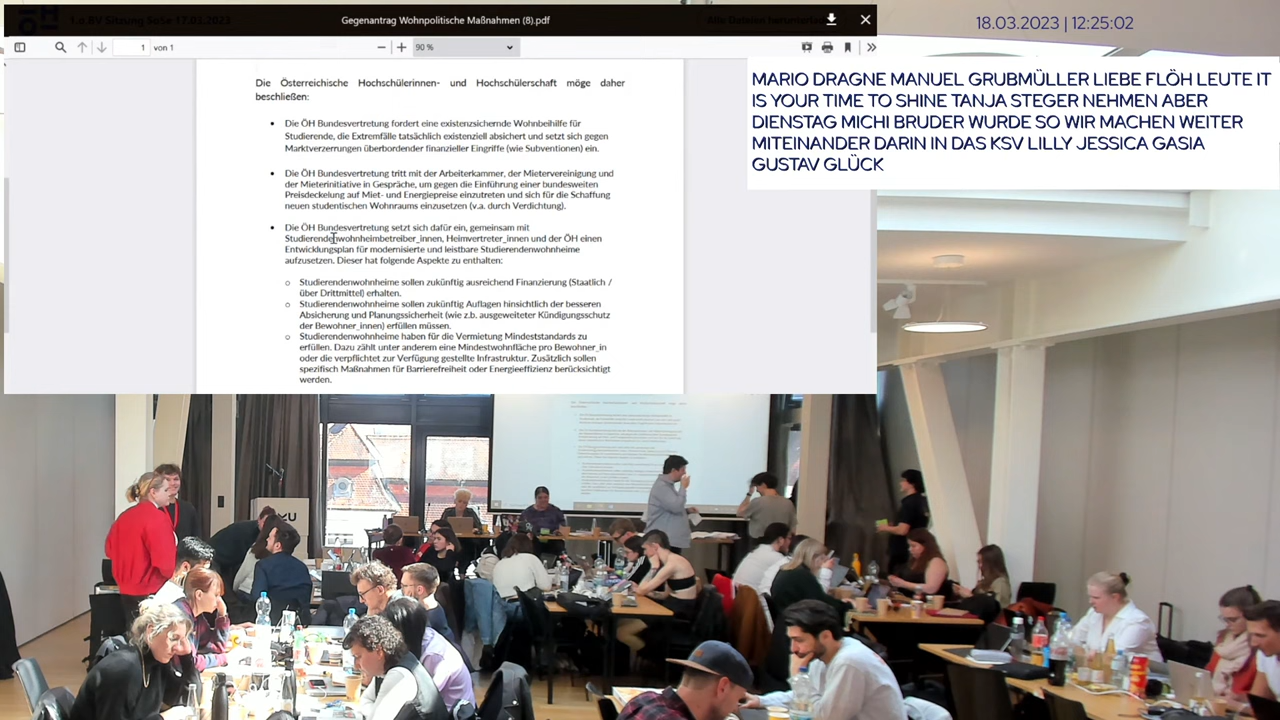 1.o BV Sitzung SoSe 17.03.2023
Gegenantrag Wohnpolitische Maßnahmen (8).pdf
18.03.2023 | 12:25:02
1 von 1
90 %
Die Österreichische Hochschülerinnen- und Hochschülerschaft möge daher
beschließen:
• Die ÖH Bundesvertretung fordert eine existenzsichernde Wohnbeihilfe für
Studierende, die Extremfälle tatsächlich existenziell absichert und setzt sich gegen
Marktverzerrungen überbordender finanzieller Eingriffe (wie Subventionen) ein.
• Die ÖH Bundesvertretung tritt mit der Arbeiterkammer, der Mietervereinigung und
der Mieterinitiative in Gespräche, um gegen die Einführung einer bundesweiten
Preisdeckelung auf Miet- und Energiepreise einzutreten und sich für die Schaffung
neuen studentischen Wohnraums einzusetzen (v.a. durch Verdichtung).
• Die ÖH Bundesvertretung setzt sich dafür ein, gemeinsam mit
Studierendenwohnheimbetreiber_innen, Heimvertreter_innen und der ÖH einen
Entwicklungsplan für modernisierte und leistbare Studierendenwohnheime
aufzusetzen. Dieser hat folgende Aspekte zu enthalten:
o Studierendenwohnheime sollen zukünftig ausreichend Finanzierung (Staatlich /
über Drittmittel) erhalten.
o Studierendenwohnheime sollen zukünftig Auflagen hinsichtlich der besseren
Absicherung und Planungssicherheit (wie z.b. ausgeweiteter Kündigungsschutz
der Bewohner_innen) erfüllen müssen.
o Studierendenwohnheime haben für die Vermietung Mindeststandards zu
erfüllen. Dazu zählt unter anderem eine Mindestwohnfläche pro Bewohner_in
oder die verpflichtet zur Verfügung gestellte Infrastruktur. Zusätzlich sollen
spezifisch Maßnahmen für Barrierefreiheit oder Energieeffizienz berücksichtigt
werden.
MARIO DRAGNE MANUEL GRUBMÜLLER LIEBE FLÖH LEUTE IT
IS YOUR TIME TO SHINE TANJA STEGER NEHMEN ABER
DIENSTAG MICHI BRUDER WURDE SO WIR MACHEN WEITER
MITEINANDER DARIN IN DAS KSV LILLY JESSICA GASIA
GUSTAV GLÜCK